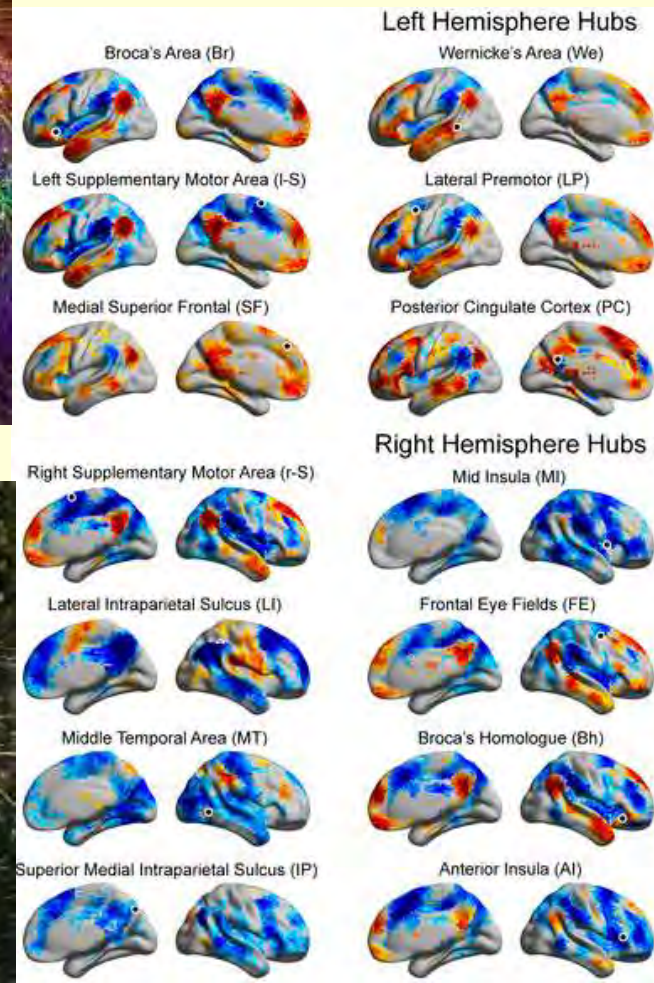 Left Hemisphere Hubs
Broca's Area (Br)
Wernicke's Area (We)
Left Supplementary Motor Area (l-S)
Lateral Premotor (LP)
Medial Superior Frontal (SF)
Posterior Cingulate Cortex (PC)
Right Hemisphere Hubs
Right Supplementary Motor Area (r-S)
Mid Insula (MI)
Lateral Intraparietal Sulcus (LI)
Frontal Eye Fields (FE)
Middle Temporal Area (MT)
Broca's Homologue (Bh)
Superior Medial Intraparietal Sulcus (IP)
Anterior Insula (AI)